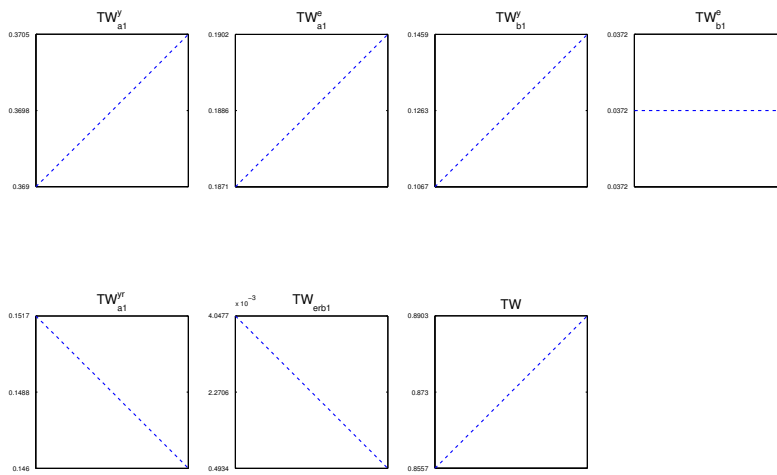 TW^y_a1
0.3705
0.3698
0.369
TW^e_a1
0.1902
0.1886
0.1871
TW^y_b1
0.1459
0.1263
0.1067
TW^e_b1
0.0372
0.0372
0.0372
TW^yr_a1
0.1517
0.1488
0.146
TW_erb1
x 10^−3
4.0477
2.2706
0.4934
TW
0.8903
0.873
0.8557